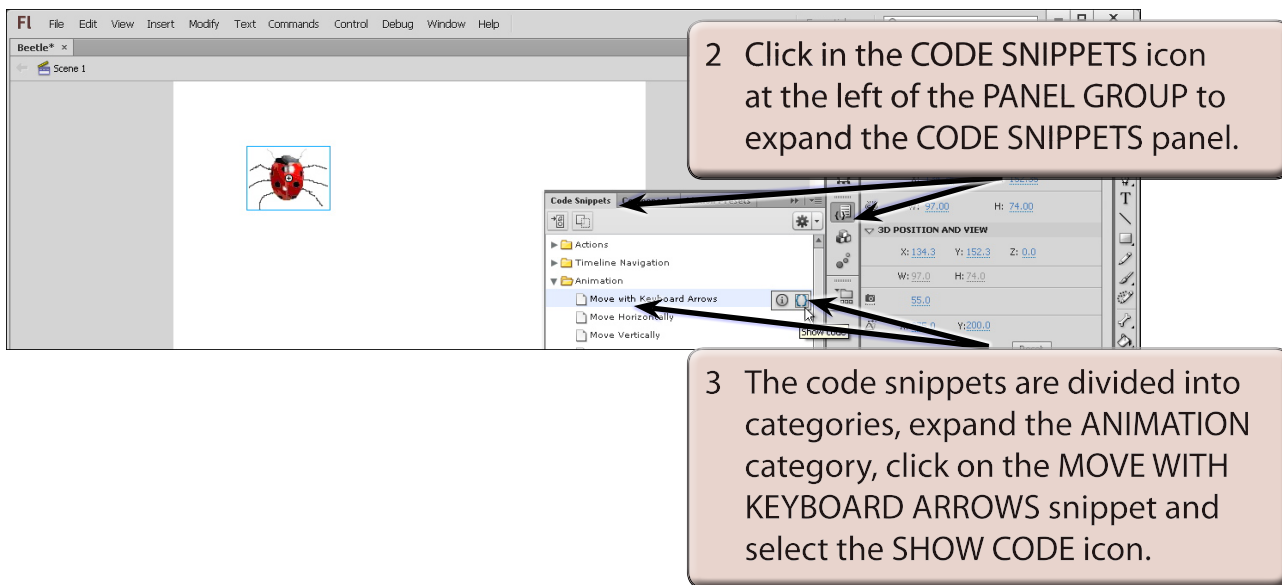 Fl File Edit View Insert Modify Text Commands Control Debug Window Help
Beetle* ×
Scene 1
2 Click in the CODE SNIPPETS icon
at the left of the PANEL GROUP to
expand the CODE SNIPPETS panel.
Code Snippets
97.00 H: 74.00
3D POSITION AND VIEW
Actions
X: 134.3 Y: 152.3 Z: 0.0
Timeline Navigation
W: 97.0 H: 74.0
Animation
Move with Keyboard Arrows
55.0
Move Horizontally
Y:200.0
Move Vertically
Show code
3 The code snippets are divided into
categories, expand the ANIMATION
category, click on the MOVE WITH
KEYBOARD ARROWS snippet and
select the SHOW CODE icon.